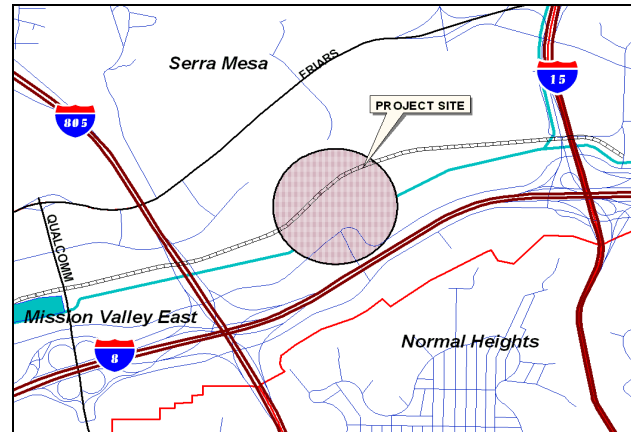 Serra Mesa
FRIARS
15
PROJECT SITE
805
QUALCOMM
Mission Valley East
8
Normal Heights